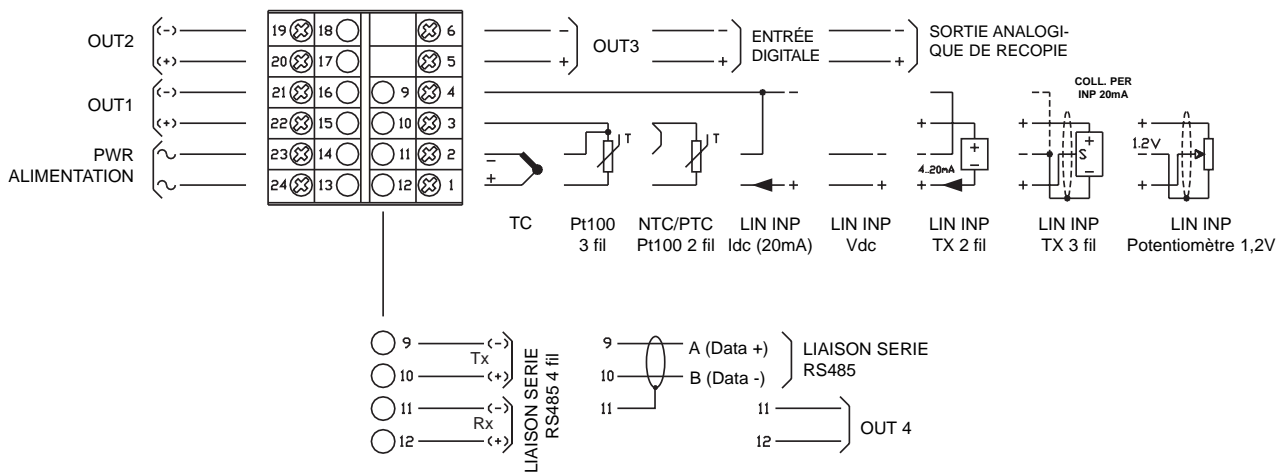 OUT2
(-)
(+)
19 18 6
20 17 5
21 16 9 4
22 15 10 3
23 14 11 2
24 13 12 1
OUT1
(-)
(+)
PWR
ALIMENTATION
-
+
OUT3
-
+
ENTRÉE
DIGITALE
-
+
SORTIE ANALOGI-
QUE DE RECOPIE
-
+
TC
T
Pt100
3 fil
T
NTC/PTC
Pt100 2 fil
-
+
LIN INP
Idc (20mA)
-
+
LIN INP
Vdc
+
-
+
4..20mA
+
-
LIN INP
TX 2 fil
COLL. PER
INP 20mA
+
-
+
+
S
-
LIN INP
TX 3 fil
+
1.2V
-
+
LIN INP
Potentiomètre 1,2V
9 (-)
Tx
10 (+)
11 (-)
Rx
12 (+)
LIAISON SERIE
RS485 4 fil
9 A (Data +)
10 B (Data -)
11
LIAISON SERIE
RS485
11
12
OUT 4